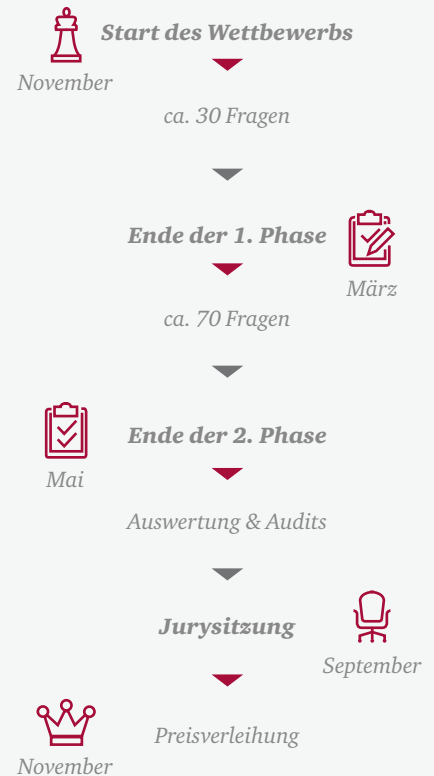 Start des Wettbewerbs
November
ca. 30 Fragen
Ende der 1. Phase
März
ca. 70 Fragen
Ende der 2. Phase
Mai
Auswertung & Audits
Jurysitzung
September
Preisverleihung
November